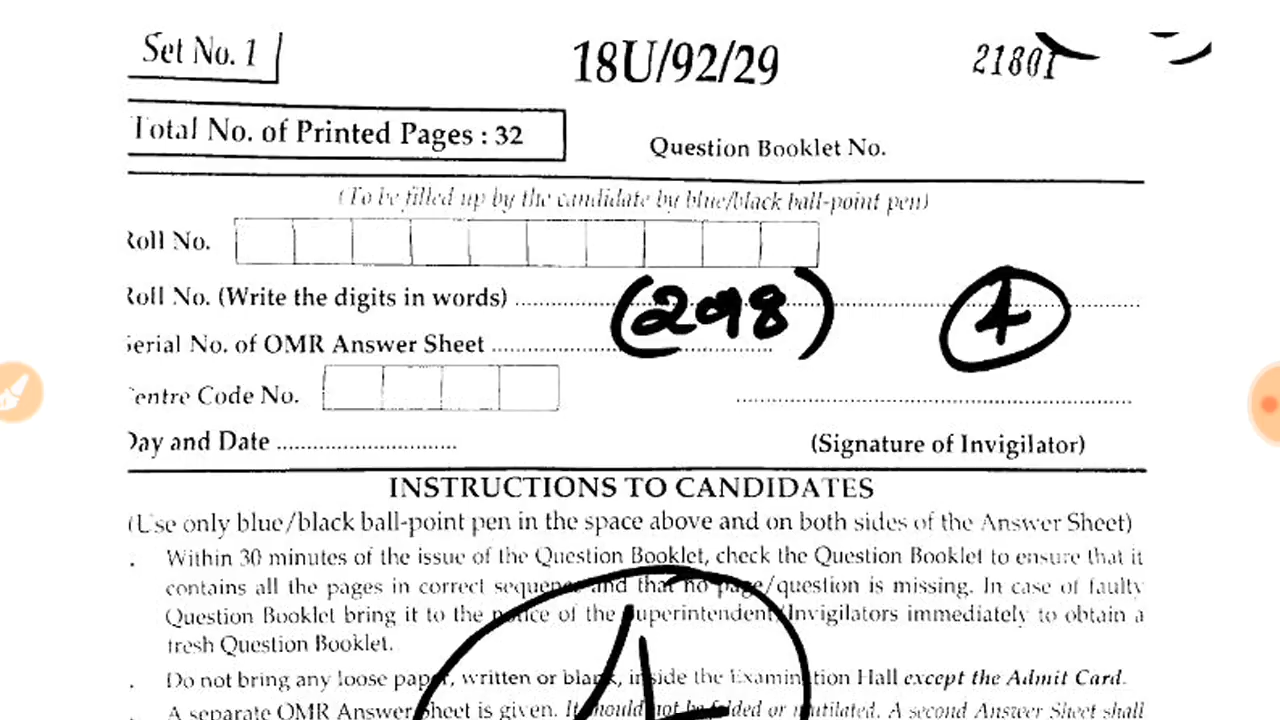 Set No. 1
18U/92/29
21801
Total No. of Printed Pages : 32
Question Booklet No.
(To be filled up by the candidate by blue/black ball-point pen)
Roll No.
Roll No. (Write the digits in words)
(298)
Serial No. of OMR Answer Sheet
Centre Code No.
Day and Date
(Signature of Invigilator)
INSTRUCTIONS TO CANDIDATES
(Use only blue/black ball-point pen in the space above and on both sides of the Answer Sheet)
Within 30 minutes of the issue of the Question Booklet, check the Question Booklet to ensure that it
contains all the pages in correct sequence and that no page/question is missing. In case of faulty
Question Booklet bring it to the notice of the Superintendent/Invigilators immediately to obtain a
fresh Question Booklet.
Do not bring any loose paper, written or blank, inside the Examination Hall except the Admit Card.
A separate OMR Answer Sheet is given. It should not be folded or mutilated. A second Answer Sheet shall